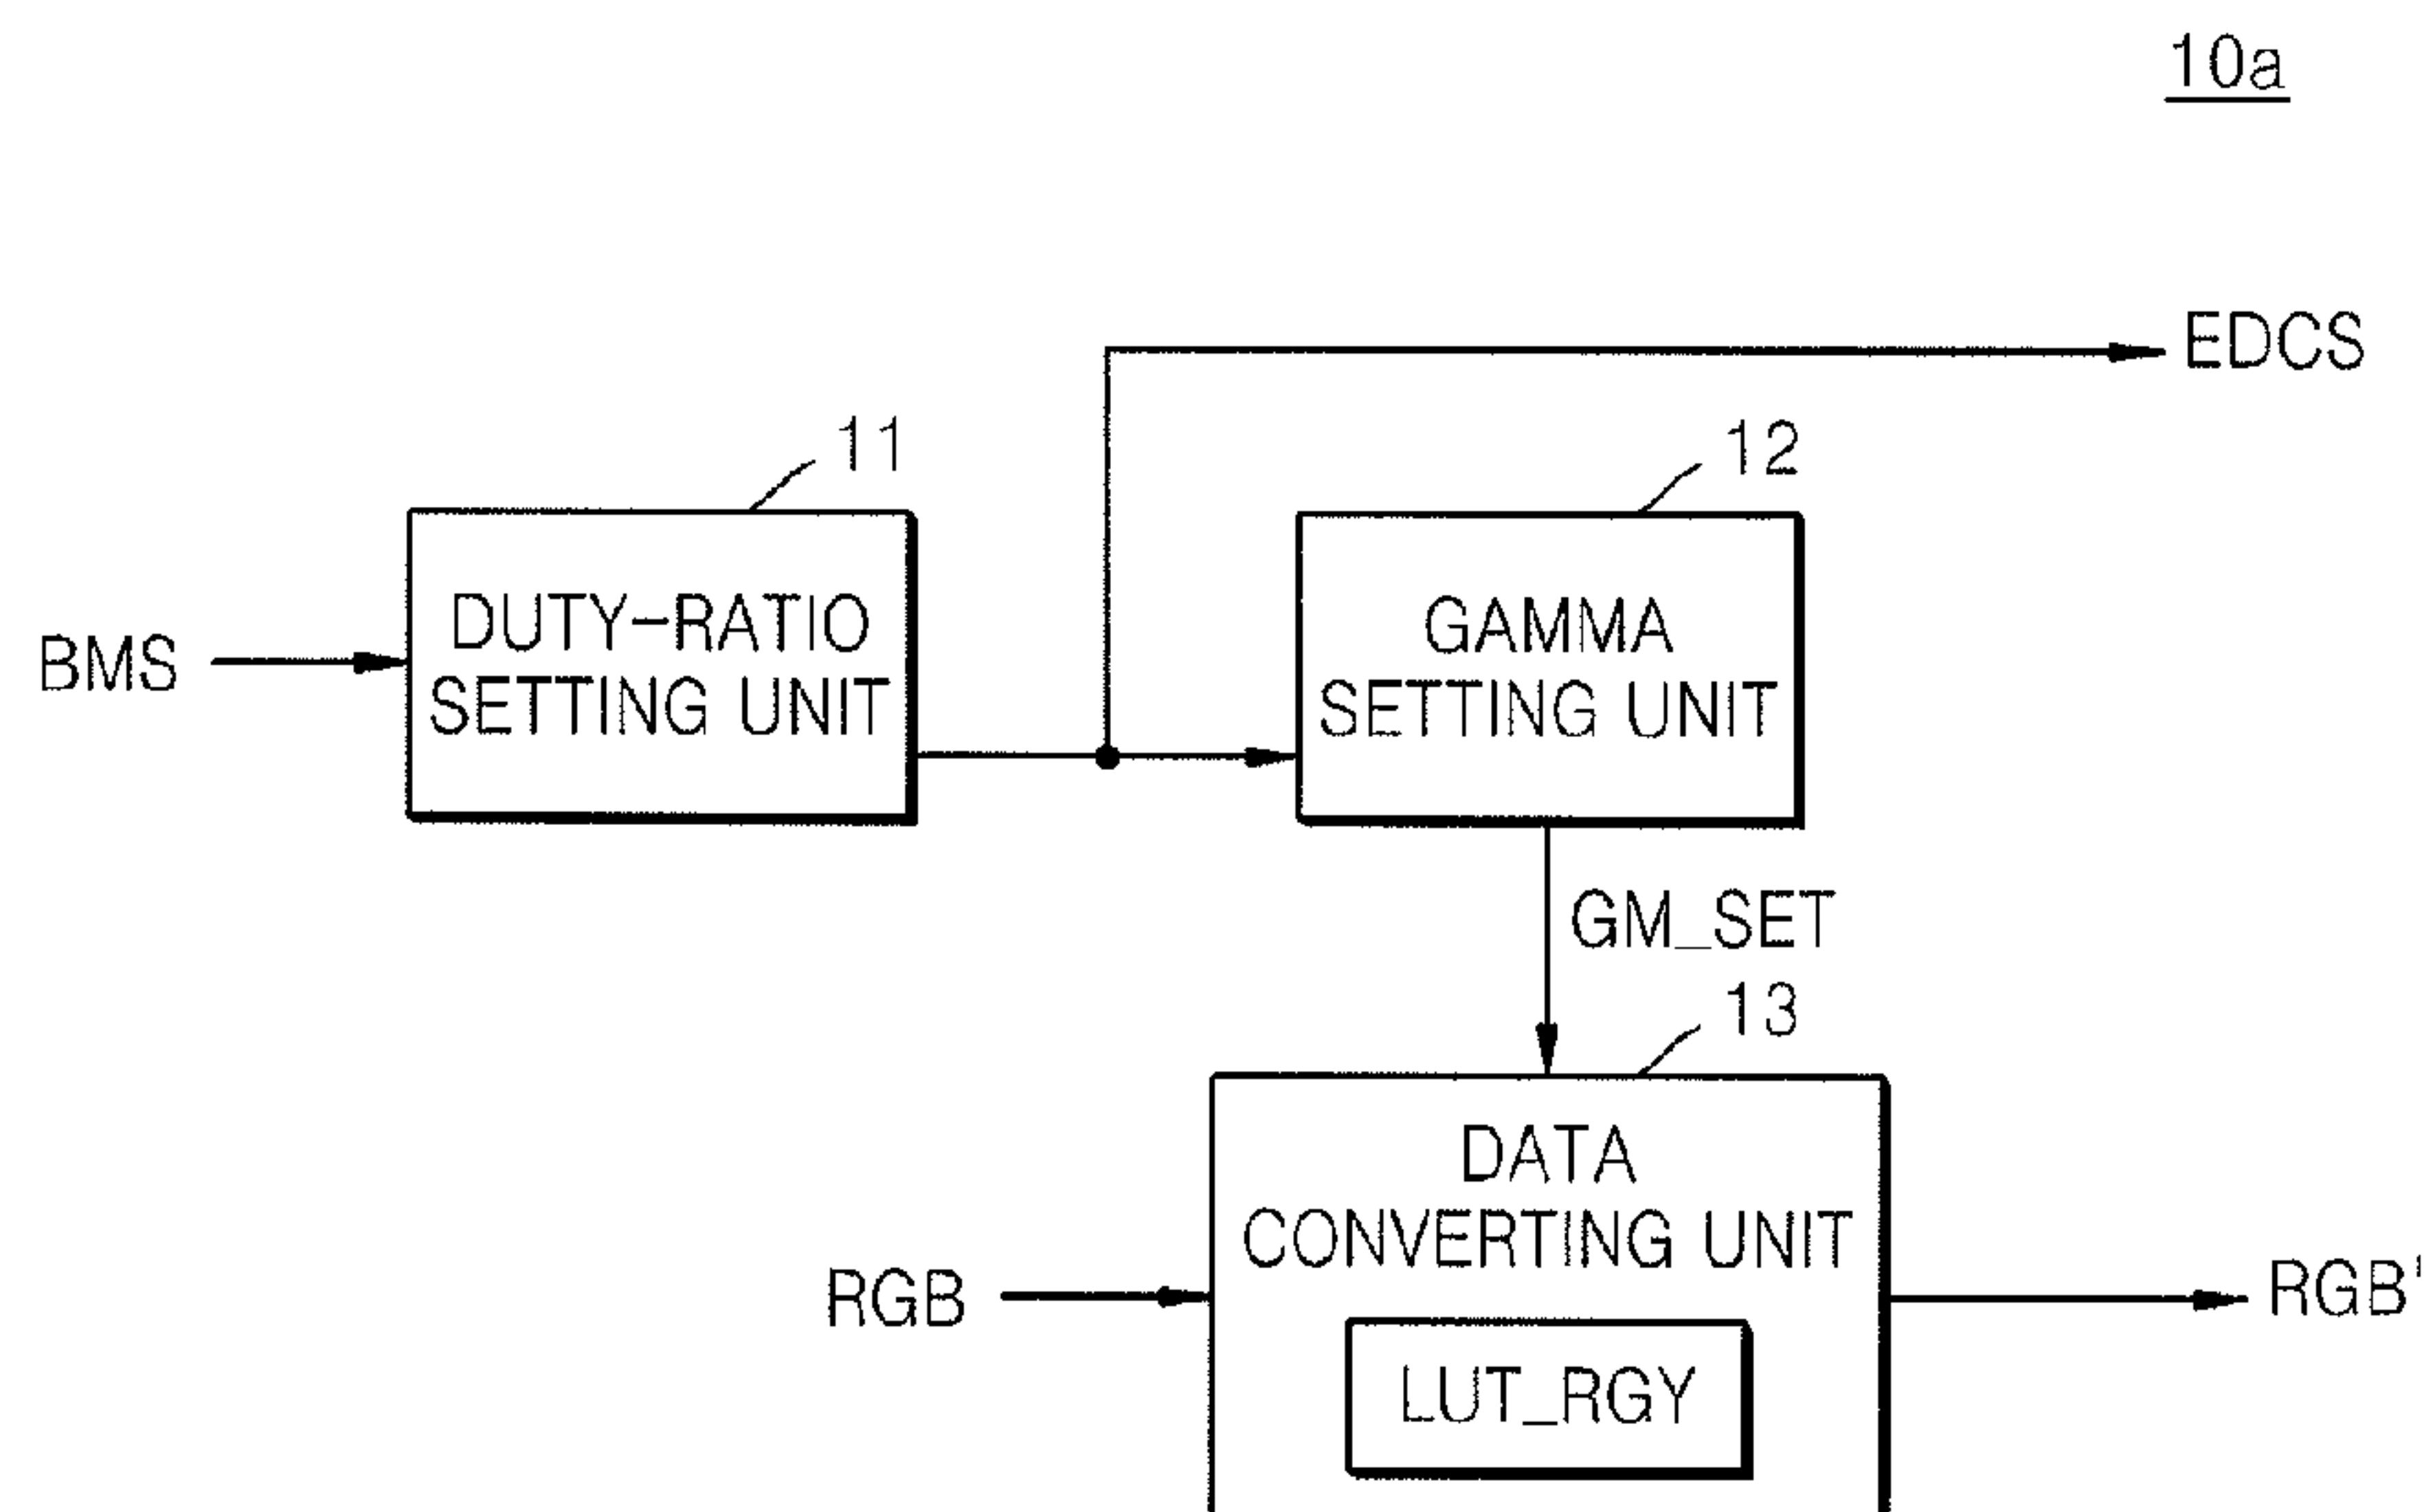 10a
EDCS
11
12
DUTY-RATIO
SETTING UNIT
GAMMA
SETTING UNIT
BMS
GM_SET
13
DATA
CONVERTING UNIT
RGB
RGB'
LUT_RGY